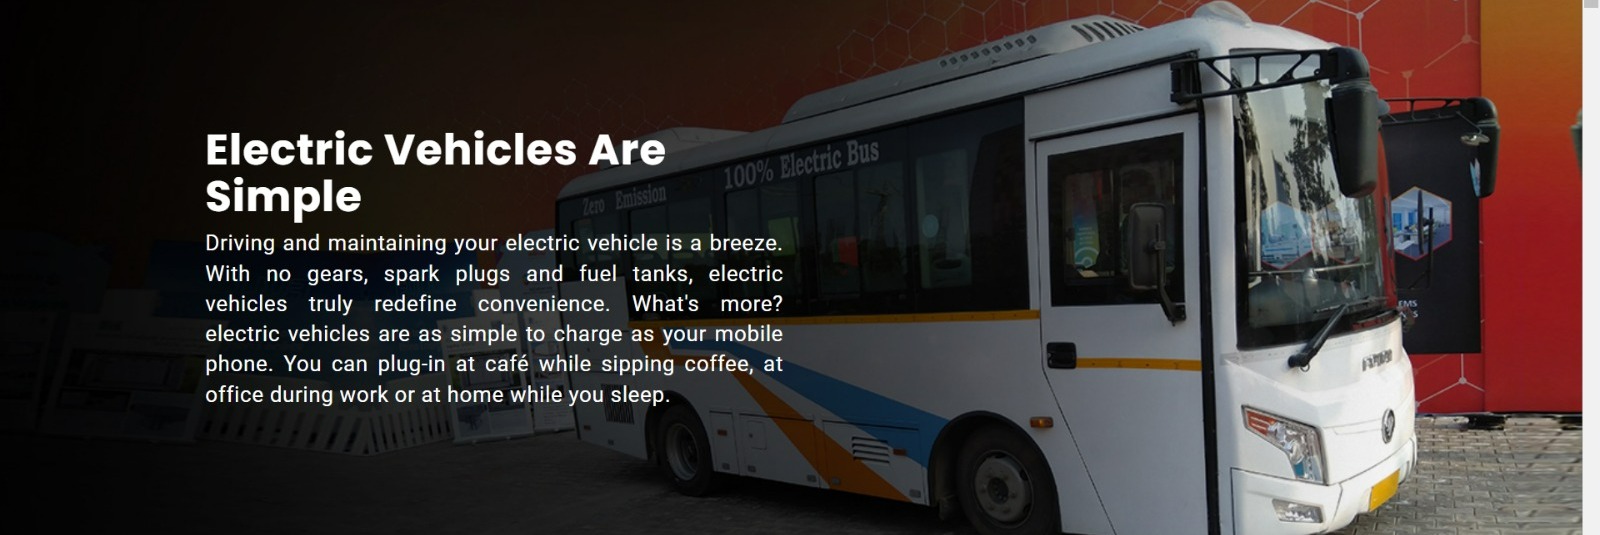 Electric Vehicles Are
Simple
Driving and maintaining your electric vehicle is a breeze.
With no gears, spark plugs and fuel tanks, electric
vehicles truly redefine convenience. What's more?
electric vehicles are as simple to charge as your mobile
phone. You can plug-in at café while sipping coffee, at
office during work or at home while you sleep.
Zero Emission
100% Electric Bus